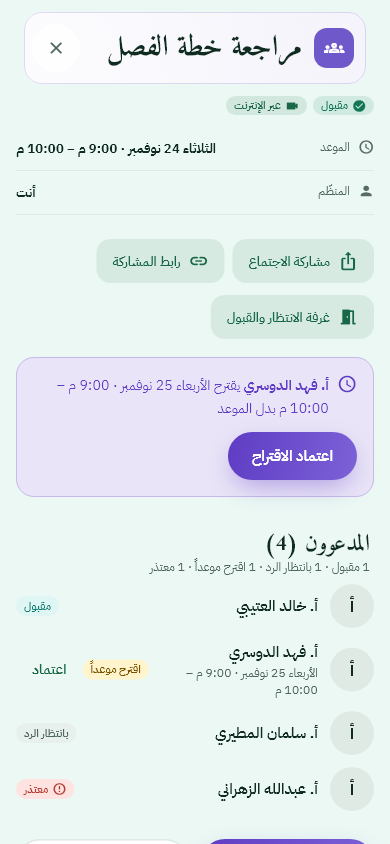 مراجعة خطة الفصل
مقبول
عبر الإنترنت
الموعد
الثلاثاء 24 نوفمبر · 9:00 م – 10:00 م
المنظّم
أنت
مشاركة الاجتماع
رابط المشاركة
غرفة الانتظار والقبول
أ. فهد الدوسري يقترح الأربعاء 25 نوفمبر · 9:00 م –
10:00 م بدل الموعد
اعتماد الاقتراح
المدعوون (4)
1 مقبول · 1 بانتظار الرد · 1 اقترح موعداً · 1 معتذر
أ
أ. خالد العتيبي
مقبول
أ
أ. فهد الدوسري
الأربعاء 25 نوفمبر · 9:00 م –
10:00 م
اقترح موعداً
اعتماد
أ
أ. سلمان المطيري
بانتظار الرد
أ
أ. عبدالله الزهراني
معتذر